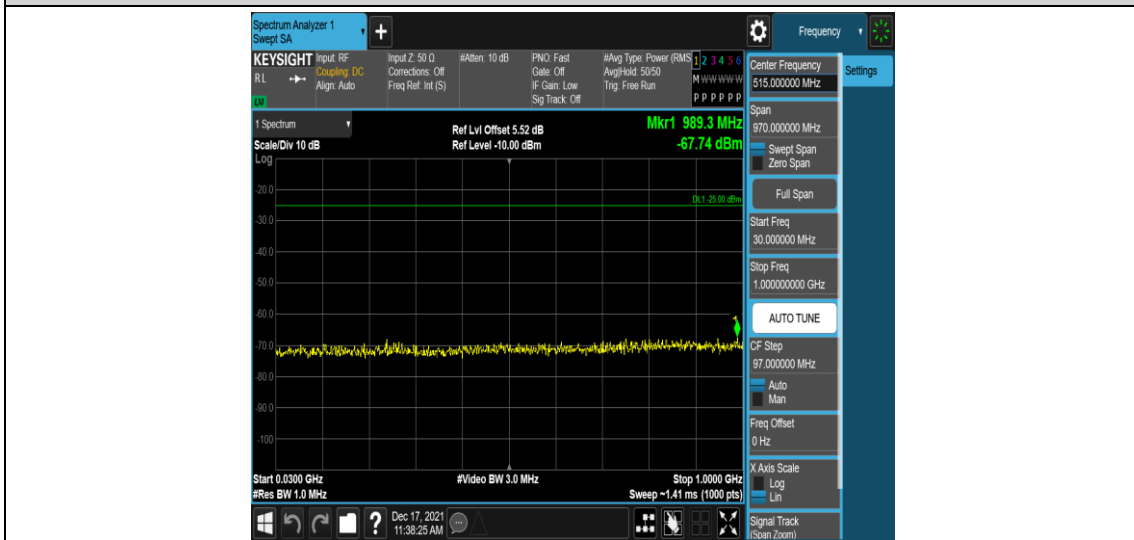 Spectrum Analyzer 1
Swept SA
+
Frequency
KEYSIGHT
RL
LXI
Input: RF
Coupling: DC
Align: Auto
Input Z: 50 Ω
Corrections: Off
Freq Ref: Int (S)
#Atten: 10 dB
PNO: Fast
Gate: Off
IF Gain: Low
Sig Track: Off
#Avg Type: Power (RMS
Avg|Hold: 50/50
Trig: Free Run
1 2 3 4 5 6
M W W W W W
P P P P P P
1 Spectrum
Scale/Div 10 dB
Log
Ref Lvl Offset 5.52 dB
Ref Level -10.00 dBm
Mkr1 989.3 MHz
-67.74 dBm
-20.0
DL1 -25.00 dBm
-30.0
-40.0
-50.0
-60.0
1
-70.0
-80.0
-90.0
-100
Start 0.0300 GHz
#Res BW 1.0 MHz
#Video BW 3.0 MHz
Stop 1.0000 GHz
Sweep ~1.41 ms (1000 pts)
?
Dec 17, 2021
11:38:25 AM
Center Frequency
515.000000 MHz
Settings
Span
970.000000 MHz
Swept Span
Zero Span
Full Span
Start Freq
30.000000 MHz
Stop Freq
1.000000000 GHz
AUTO TUNE
CF Step
97.000000 MHz
Auto
Man
Freq Offset
0 Hz
X Axis Scale
Log
Lin
Signal Track
(Span Zoom)